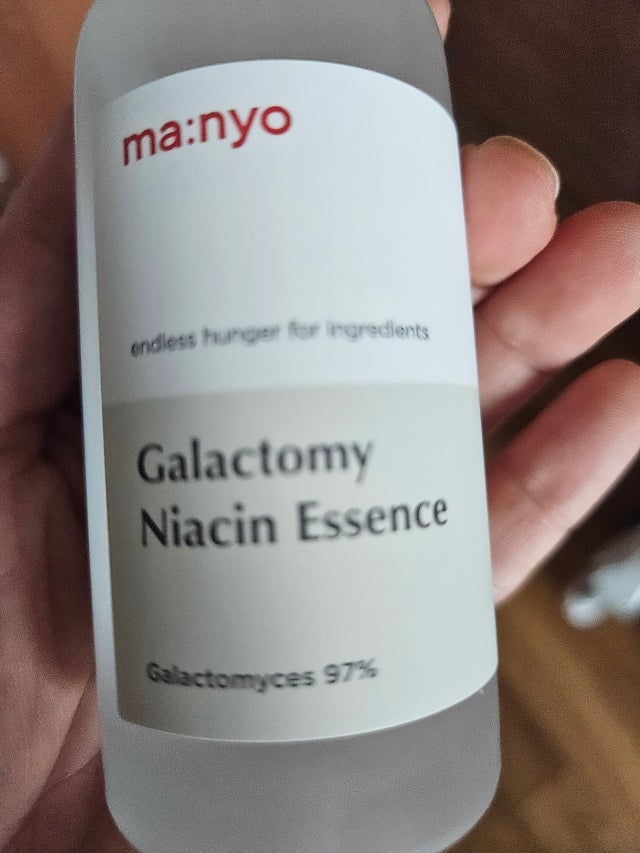 ma:nyo
endless hunger for ingredients
Galactomy
Niacin Essence
Galactomyces 97%